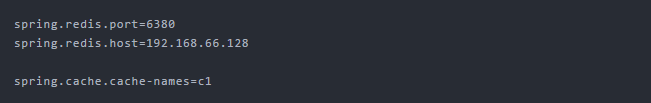 spring.redis.port=6380
spring.redis.host=192.168.66.128
spring.cache.cache-names=c1